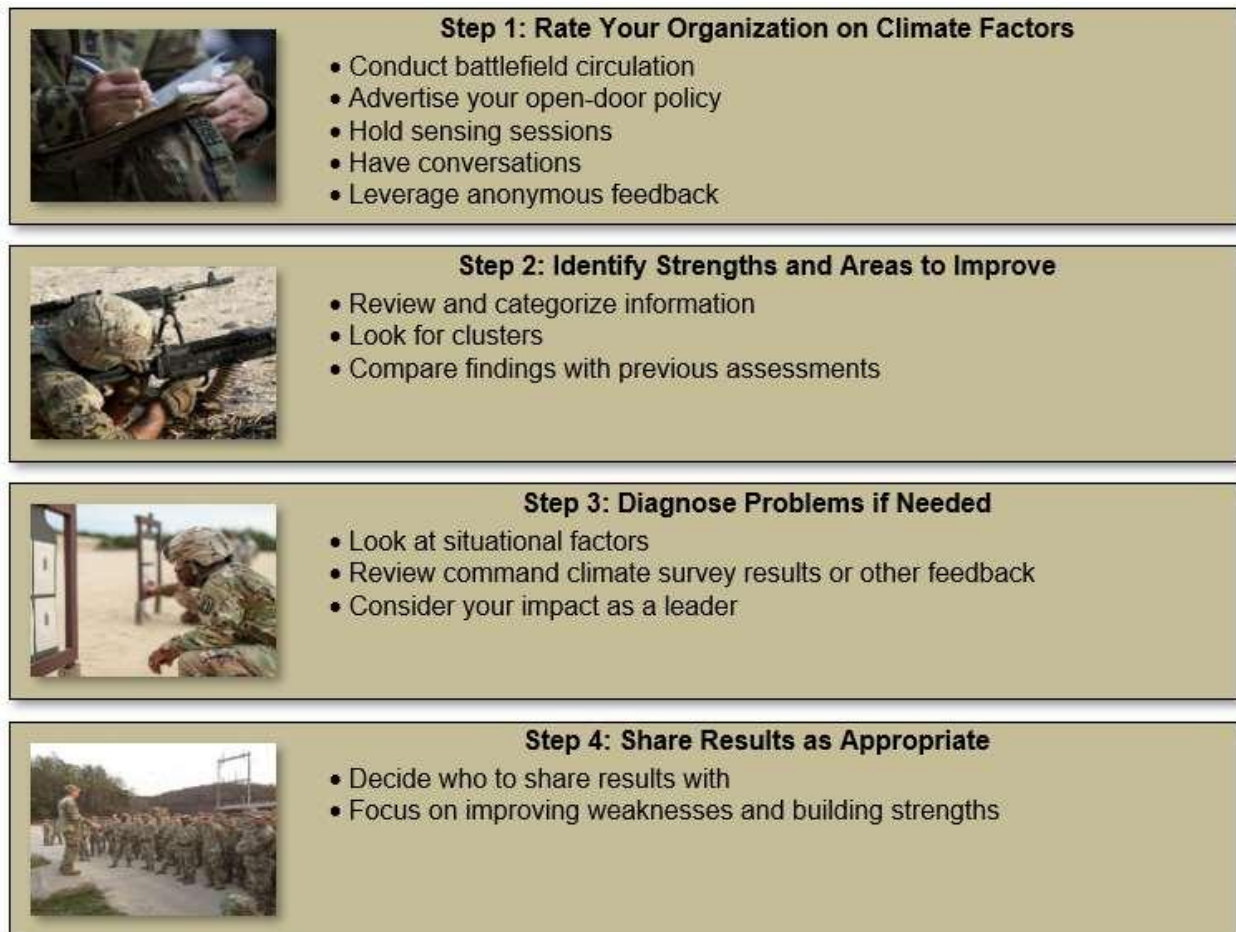 Step 1: Rate Your Organization on Climate Factors
• Conduct battlefield circulation
• Advertise your open-door policy
• Hold sensing sessions
• Have conversations
• Leverage anonymous feedback
Step 2: Identify Strengths and Areas to Improve
• Review and categorize information
• Look for clusters
• Compare findings with previous assessments
Step 3: Diagnose Problems if Needed
• Look at situational factors
• Review command climate survey results or other feedback
• Consider your impact as a leader
Step 4: Share Results as Appropriate
• Decide who to share results with
• Focus on improving weaknesses and building strengths